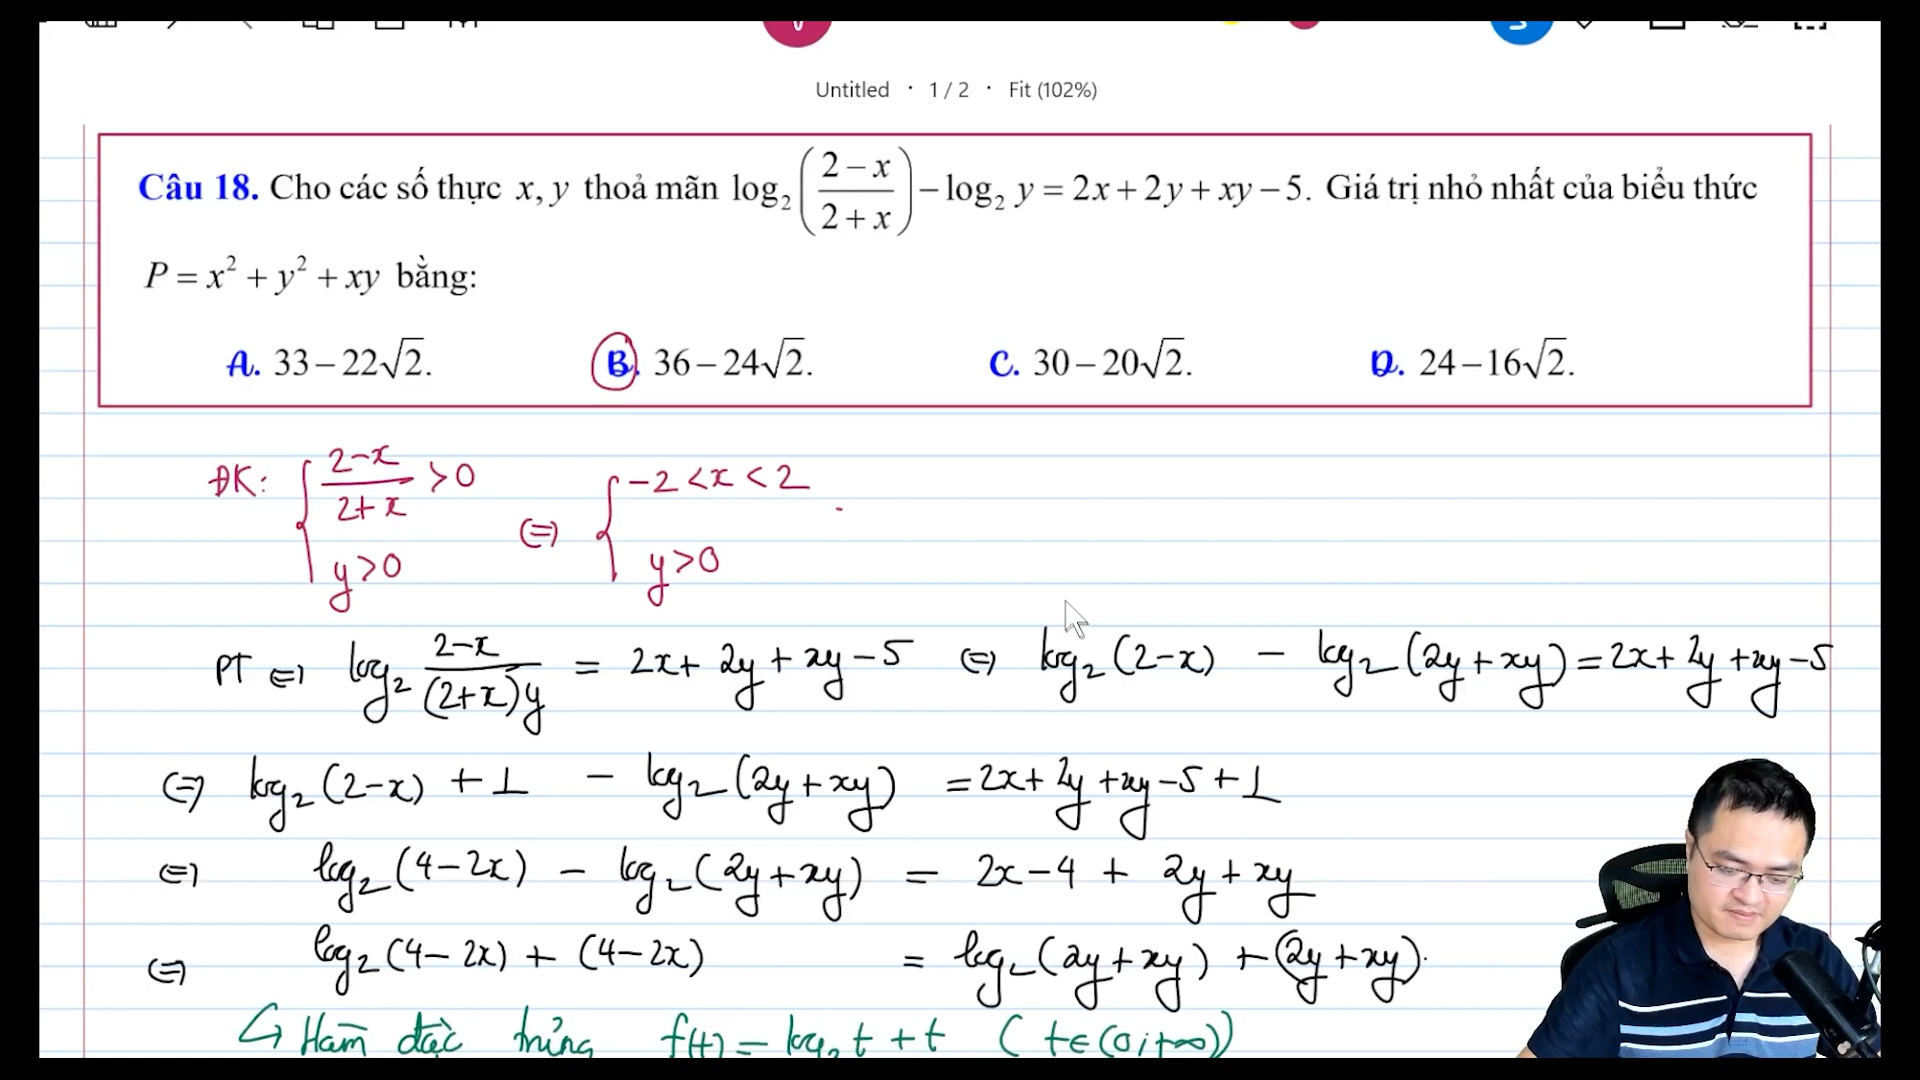 Untitled · 1 / 2 · Fit (102%)
Câu 18. Cho các số thực x, y thoả mãn log₂((2−x)/(2+x)) − log₂ y = 2x + 2y + xy − 5. Giá trị nhỏ nhất của biểu thức
P = x² + y² + xy bằng:
A. 33 − 22√2. B. 36 − 24√2. C. 30 − 20√2. D. 24 − 16√2.
ĐK: { (2−x)/(2+x) > 0 ; y > 0 ⇔ { −2 < x < 2 ; y > 0
PT ⇔ log₂ (2−x)/((2+x)y) = 2x + 2y + xy − 5 ⇔ log₂(2−x) − log₂(2y+xy) = 2x + 2y + xy − 5
⇔ log₂(2−x) + 1 − log₂(2y+xy) = 2x + 2y + xy − 5 + 1
⇔ log₂(4−2x) − log₂(2y+xy) = 2x − 4 + 2y + xy
⇔ log₂(4−2x) + (4−2x) = log₂(2y+xy) + (2y+xy).
↳ Hàm đặc trưng f(t) = log₂ t + t (t ∈ (0; +∞))